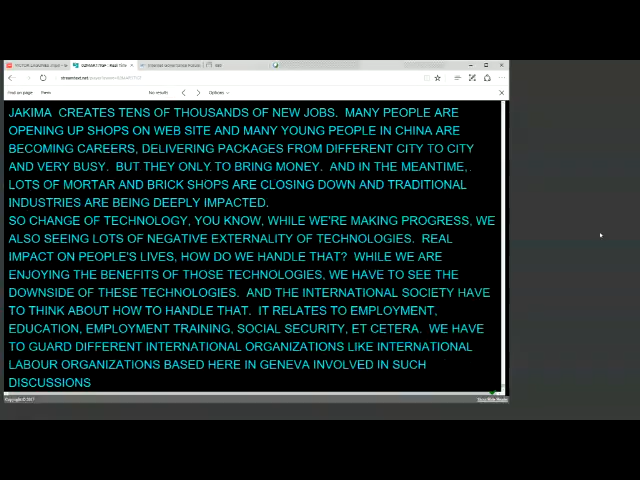 streamtext.net
Find on page
No results
Options
JAKIMA CREATES TENS OF THOUSANDS OF NEW JOBS. MANY PEOPLE ARE
OPENING UP SHOPS ON WEB SITE AND MANY YOUNG PEOPLE IN CHINA ARE
BECOMING CAREERS, DELIVERING PACKAGES FROM DIFFERENT CITY TO CITY
AND VERY BUSY. BUT THEY ONLY TO BRING MONEY. AND IN THE MEANTIME,
LOTS OF MORTAR AND BRICK SHOPS ARE CLOSING DOWN AND TRADITIONAL
INDUSTRIES ARE BEING DEEPLY IMPACTED.
SO CHANGE OF TECHNOLOGY, YOU KNOW, WHILE WE'RE MAKING PROGRESS, WE
ALSO SEEING LOTS OF NEGATIVE EXTERNALITY OF TECHNOLOGIES. REAL
IMPACT ON PEOPLE'S LIVES, HOW DO WE HANDLE THAT? WHILE WE ARE
ENJOYING THE BENEFITS OF THOSE TECHNOLOGIES, WE HAVE TO SEE THE
DOWNSIDE OF THESE TECHNOLOGIES. AND THE INTERNATIONAL SOCIETY HAVE
TO THINK ABOUT HOW TO HANDLE THAT. IT RELATES TO EMPLOYMENT,
EDUCATION, EMPLOYMENT TRAINING, SOCIAL SECURITY, ET CETERA. WE HAVE
TO GUARD DIFFERENT INTERNATIONAL ORGANIZATIONS LIKE INTERNATIONAL
LABOUR ORGANIZATIONS BASED HERE IN GENEVA INVOLVED IN SUCH
DISCUSSIONS